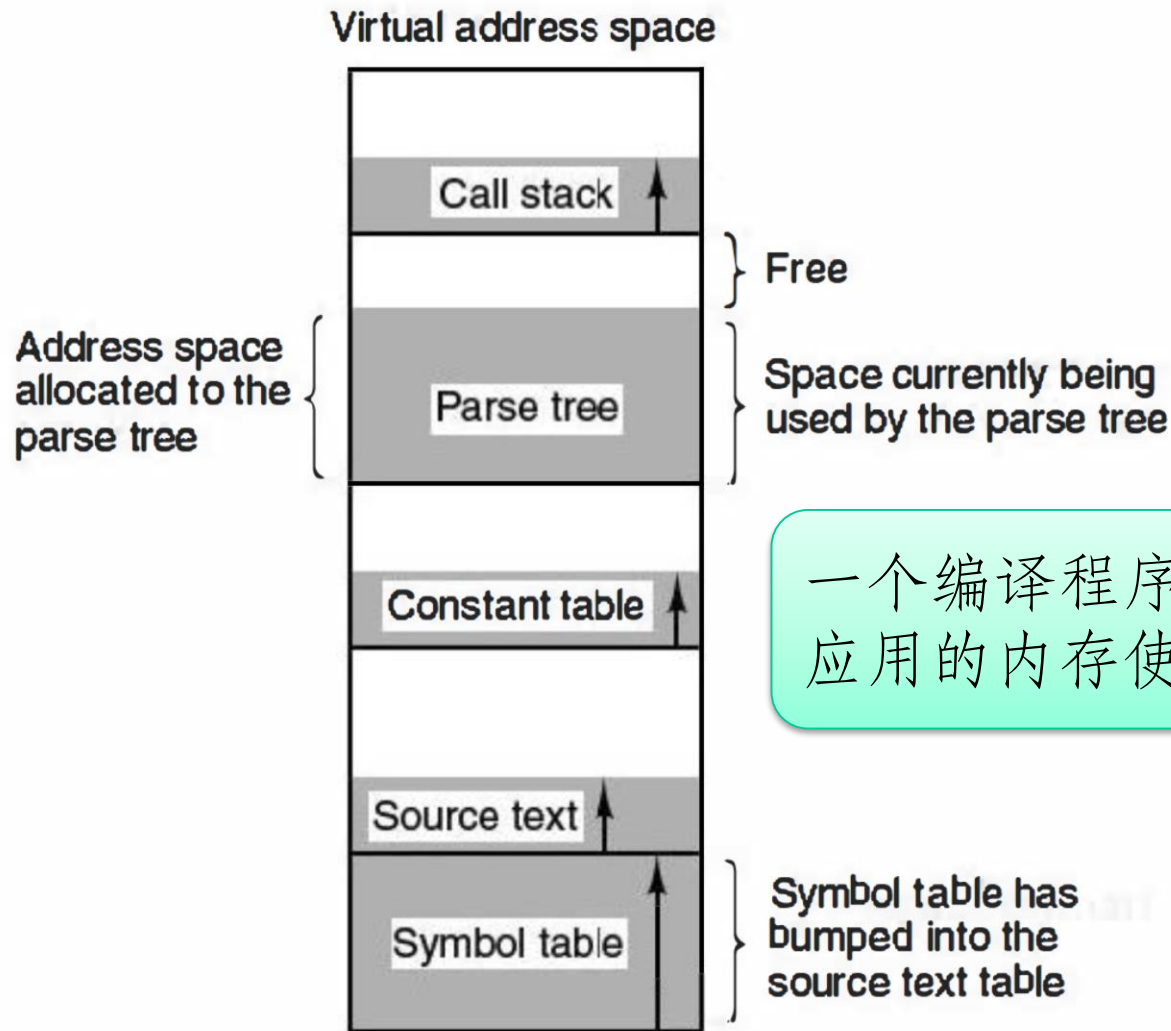 Virtual address space
Call stack
Free
Address space
allocated to the
parse tree
Parse tree
Space currently being
used by the parse tree
Constant table
一个编译程序
应用的内存使
Source text
Symbol table
Symbol table has
bumped into the
source text table